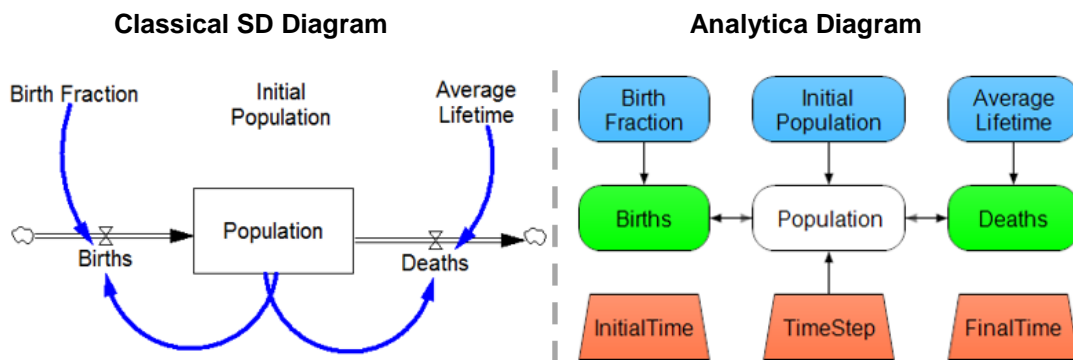 Classical SD Diagram
Birth Fraction
Initial
Population
Average
Lifetime
Population
Births
Deaths
Analytica Diagram
Birth
Fraction
Initial
Population
Average
Lifetime
Births
Population
Deaths
InitialTime
TimeStep
FinalTime